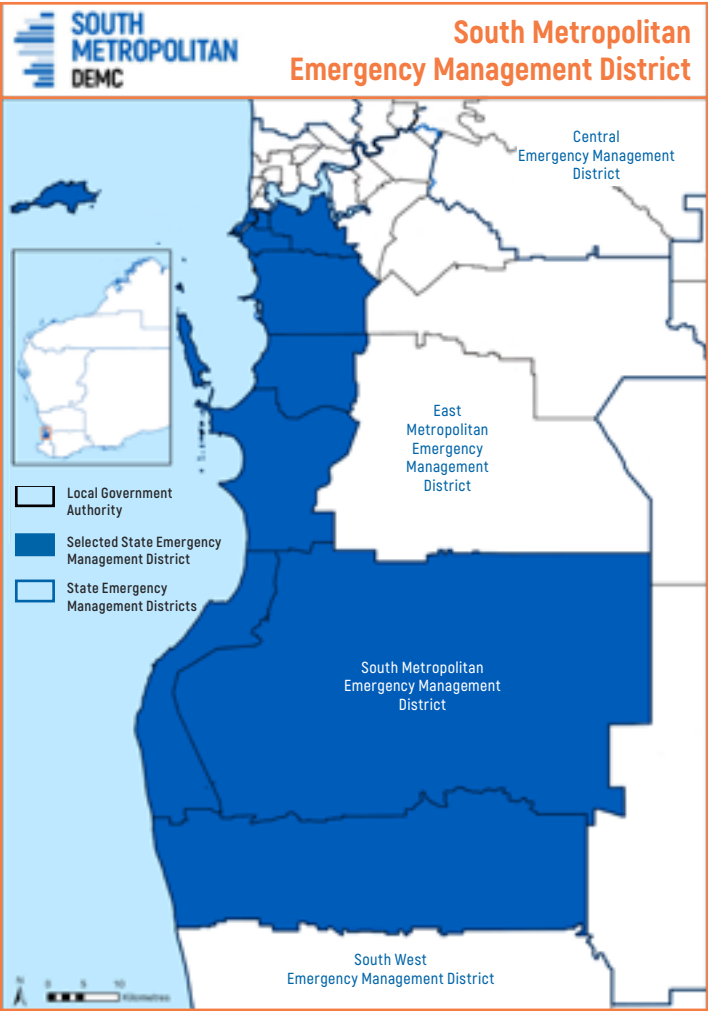 SOUTH
METROPOLITAN
DEMC
South Metropolitan
Emergency Management District
Central
Emergency Management
District
East
Metropolitan
Emergency
Management
District
Local Government
Authority
Selected State Emergency
Management District
State Emergency
Management Districts
South Metropolitan
Emergency Management
District
South West
Emergency Management District
N
0 5 10
Kilometres